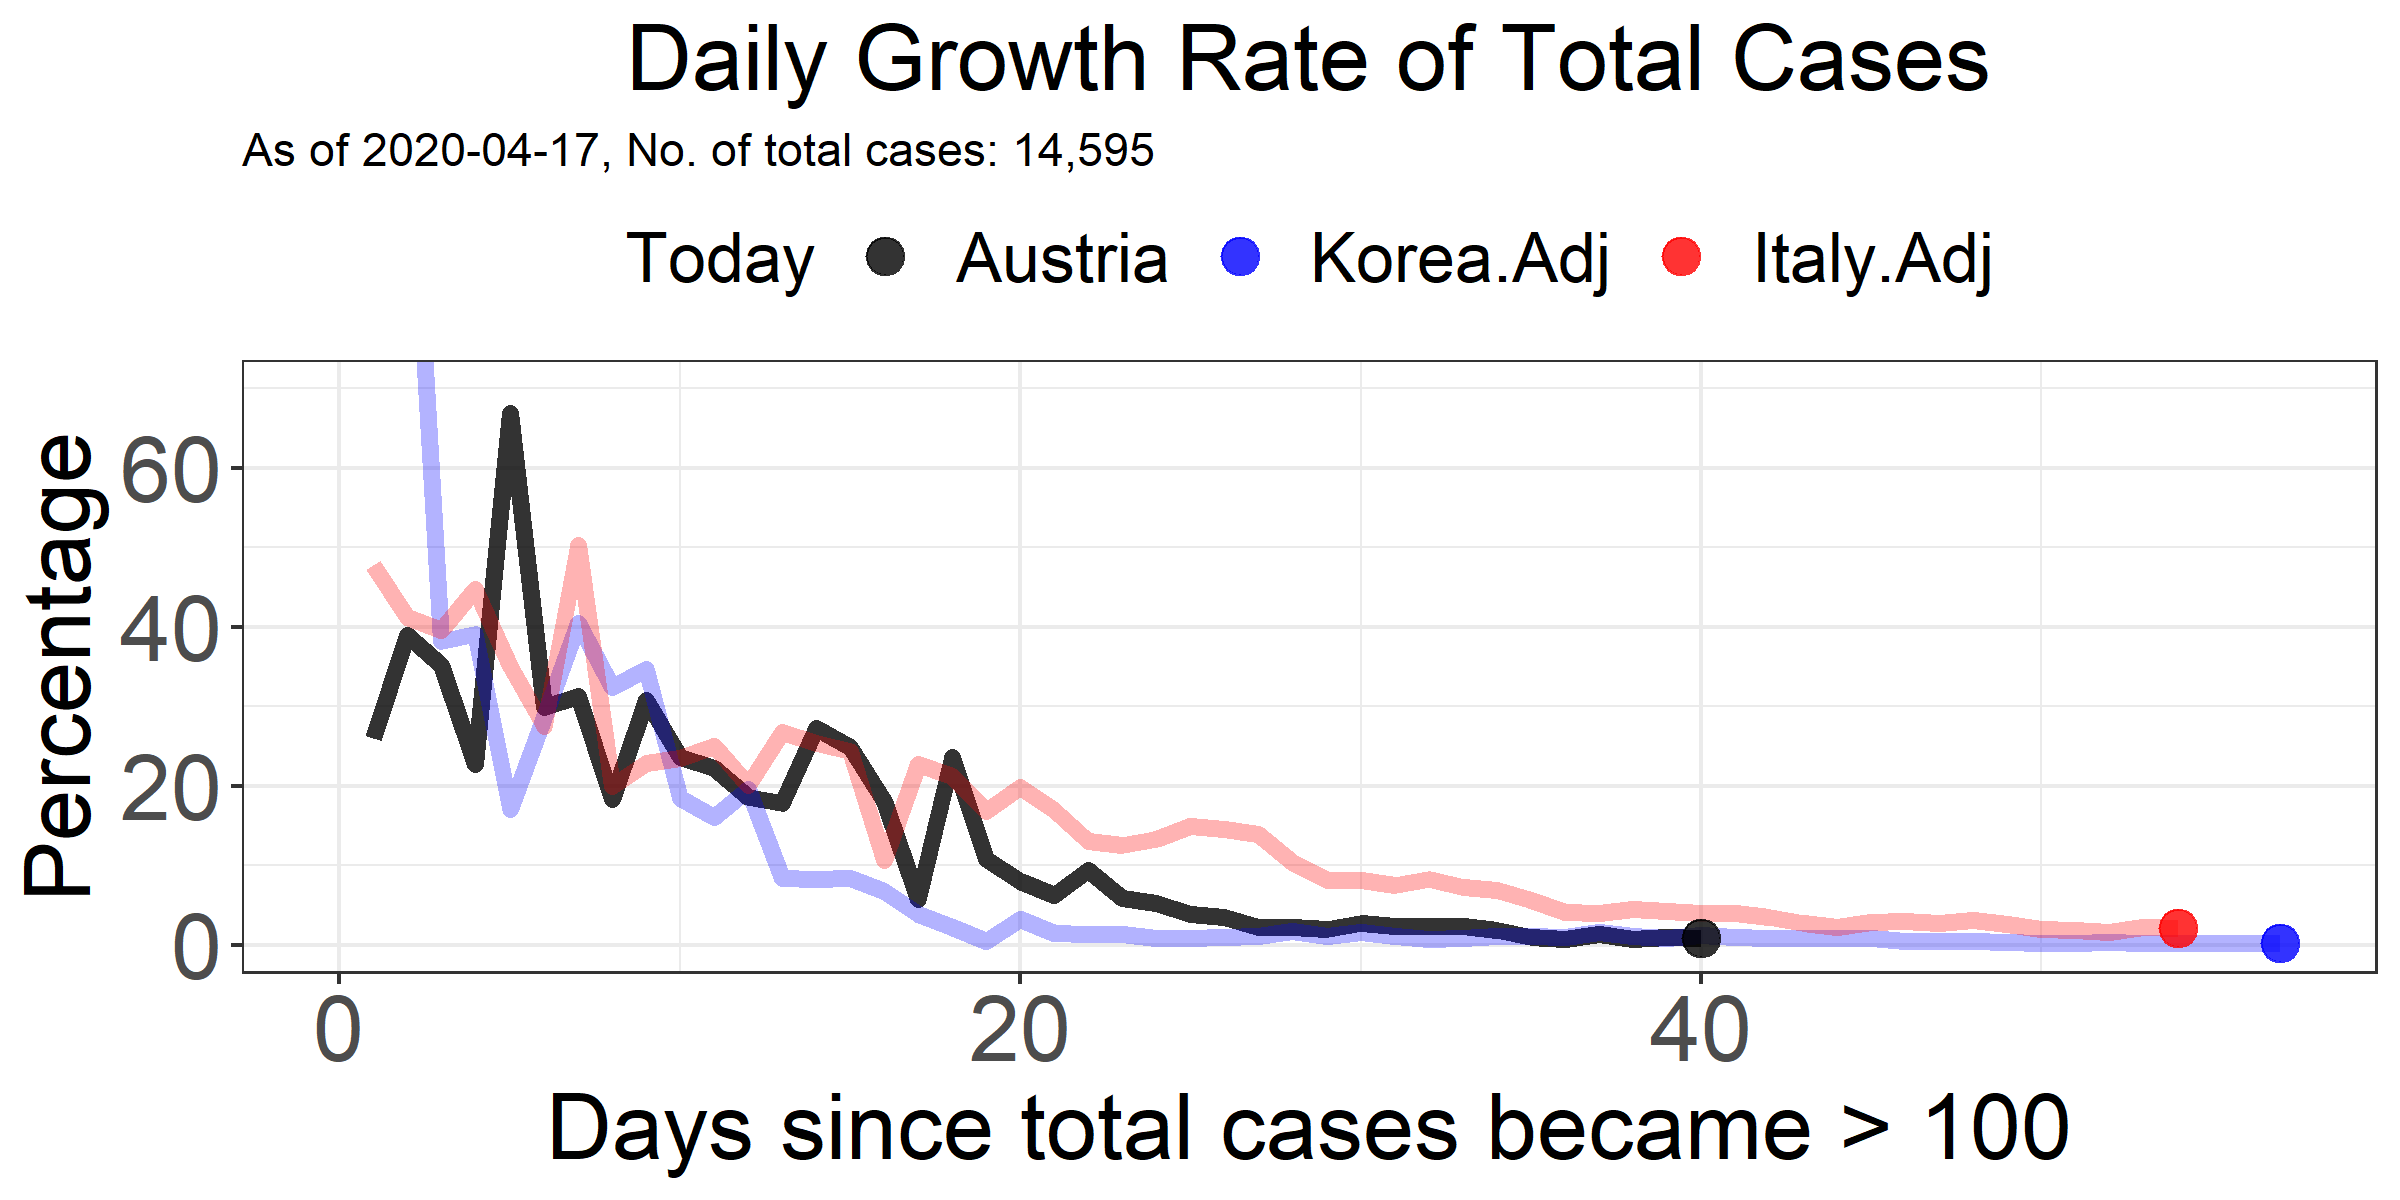 Daily Growth Rate of Total Cases
As of 2020-04-17, No. of total cases: 14,595
Today Austria Korea.Adj Italy.Adj
Percentage
60
40
20
0
0 20 40
Days since total cases became > 100